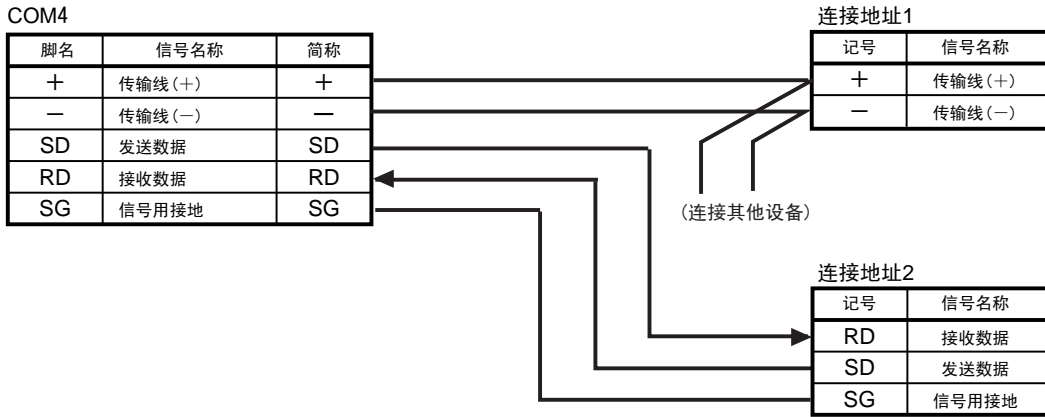 COM4
脚名 信号名称 简称
＋ 传输线(＋) ＋
－ 传输线(－) －
SD 发送数据 SD
RD 接收数据 RD
SG 信号用接地 SG
连接地址1
记号 信号名称
＋ 传输线(＋)
－ 传输线(－)
(连接其他设备)
连接地址2
记号 信号名称
RD 接收数据
SD 发送数据
SG 信号用接地